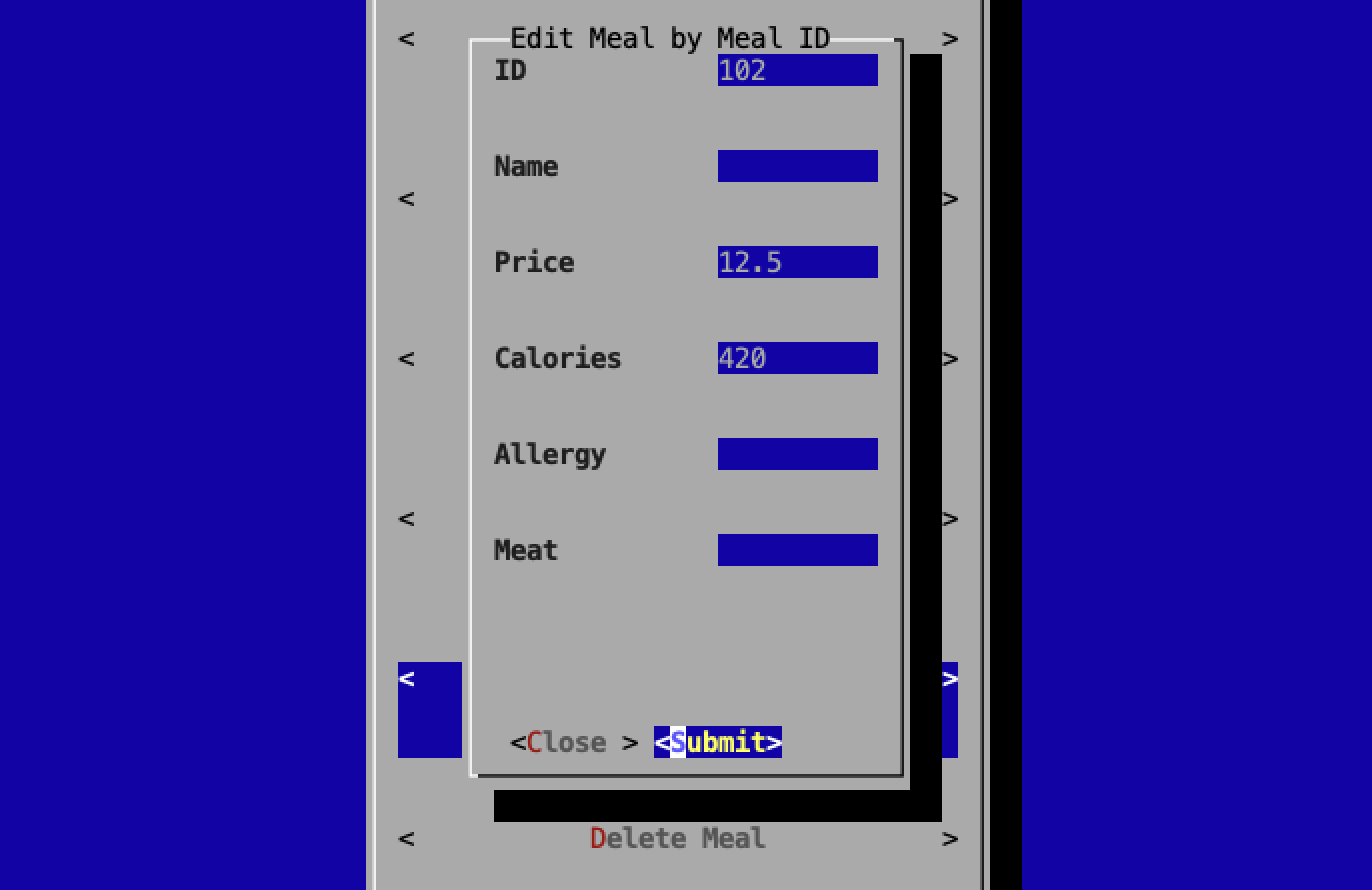 < Edit Meal by Meal ID >
ID 102
Name
< >
Price 12.5
< Calories 420 >
Allergy
< >
Meat
< >
<Close > <Submit>
< Delete Meal >